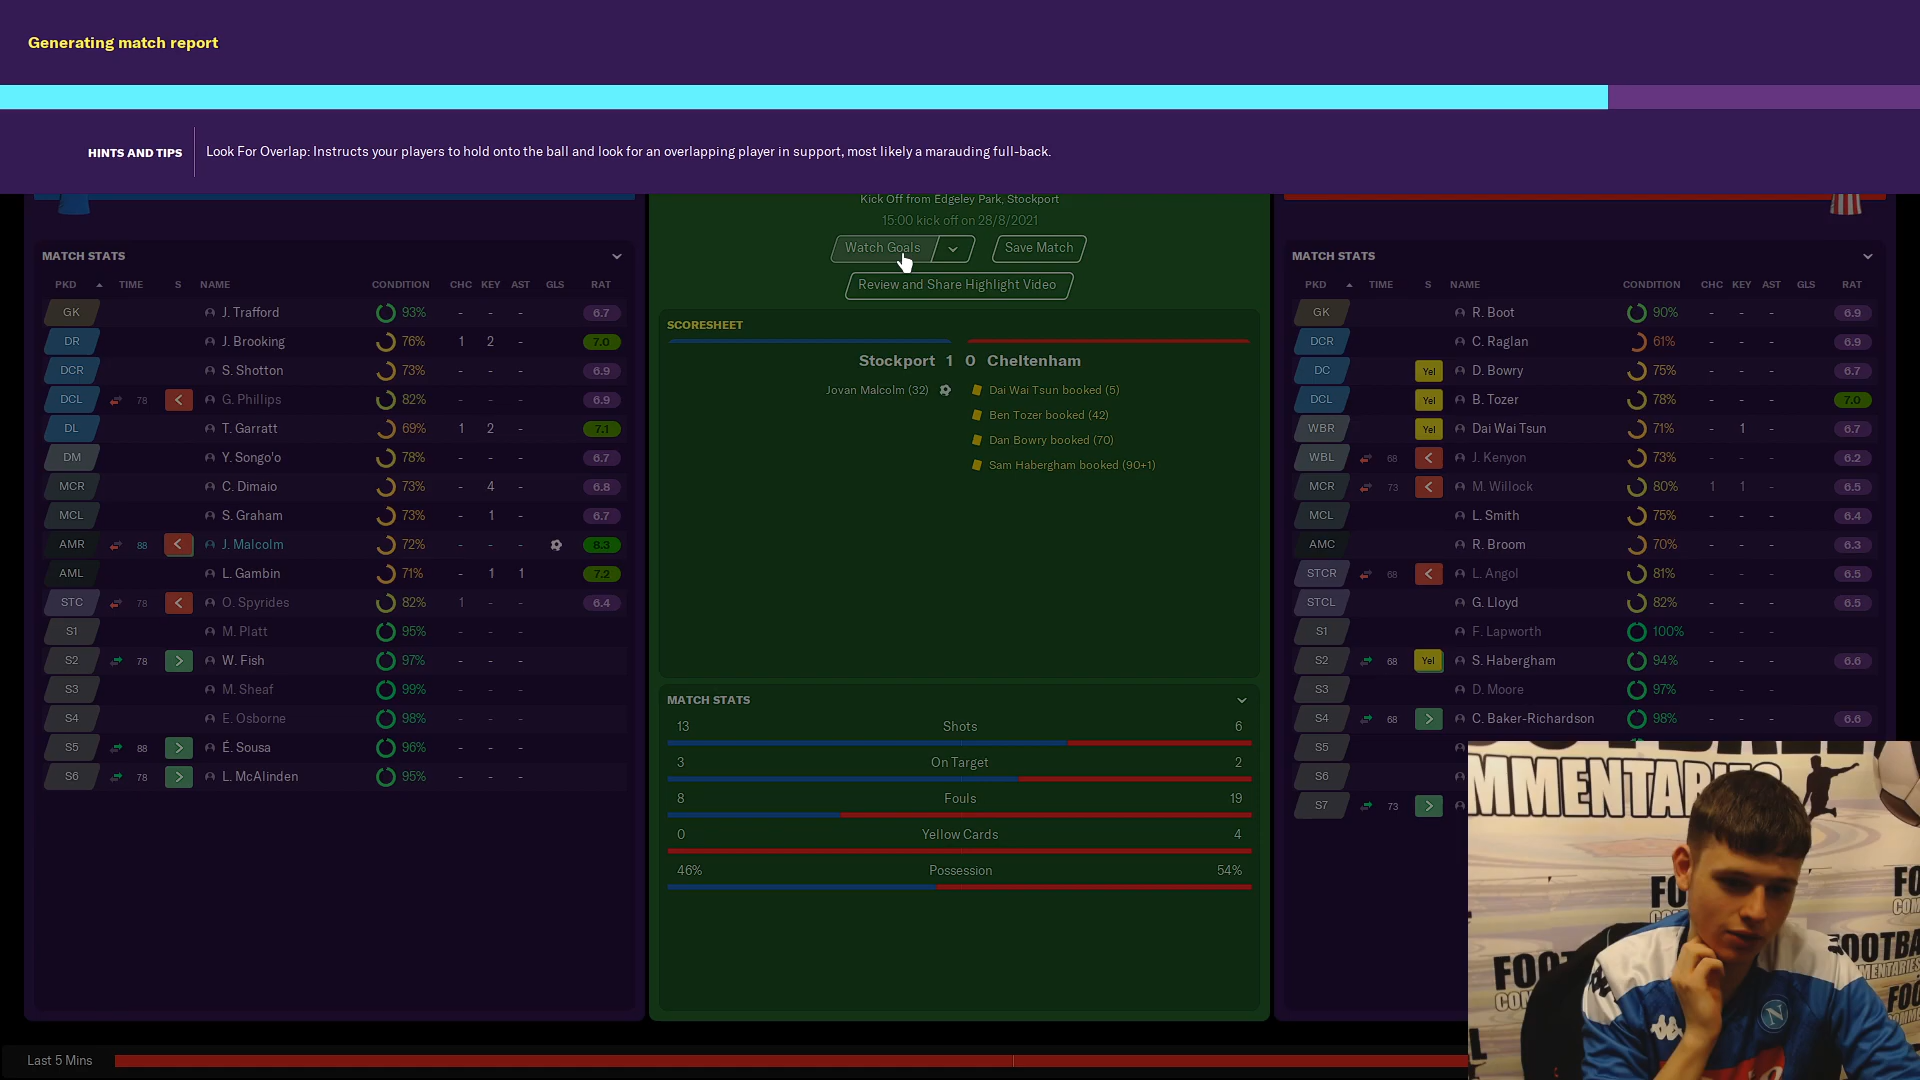 Generating match report
HINTS AND TIPS
Look For Overlap: Instructs your players to hold onto the ball and look for an overlapping player in support, most likely a marauding full-back.
Kick Off from Edgeley Park, Stockport
15:00 kick off on 28/8/2021
Watch Goals
Save Match
Review and Share Highlight Video
MATCH STATS
PKD TIME S NAME CONDITION CHC KEY AST GLS RAT
GK J. Trafford 93% - - - 6.7
DR J. Brooking 76% 1 2 - 7.0
DCR S. Shotton 73% - - - 6.9
DCL 78 G. Phillips 82% - - - 6.9
DL T. Garratt 69% 1 2 - 7.1
DM Y. Songo'o 78% - - - 6.7
MCR C. Dimaio 73% - 4 - 6.8
MCL S. Graham 73% - 1 - 6.7
AMR 88 J. Malcolm 72% - - - 8.3
AML L. Gambin 71% - 1 1 7.2
STC 78 O. Spyrides 82% 1 - - 6.4
S1 M. Platt 95% - - -
S2 78 W. Fish 97% - - -
S3 M. Sheaf 99% - - -
S4 E. Osborne 98% - - -
S5 88 É. Sousa 96% - - -
S6 78 L. McAlinden 95% - - -
SCORESHEET
Stockport 1 0 Cheltenham
Jovan Malcolm (32)
Dai Wai Tsun booked (5)
Ben Tozer booked (42)
Dan Bowry booked (70)
Sam Habergham booked (90+1)
MATCH STATS
13 Shots 6
3 On Target 2
8 Fouls 19
0 Yellow Cards 4
46% Possession 54%
MATCH STATS
PKD TIME S NAME CONDITION CHC KEY AST GLS RAT
GK R. Boot 90% - - - 6.9
DCR C. Raglan 61% - - - 6.9
DC Yel D. Bowry 75% - - - 6.7
DCL Yel B. Tozer 78% - - - 7.0
WBR Yel Dai Wai Tsun 71% - 1 - 6.7
WBL 68 J. Kenyon 73% - - - 6.2
MCR 73 M. Willock 80% 1 1 - 6.5
MCL L. Smith 75% - - - 6.4
AMC R. Broom 70% - - - 6.3
STCR 68 L. Angol 81% - - - 6.5
STCL G. Lloyd 82% - - - 6.5
S1 F. Lapworth 100% - - -
S2 68 Yel S. Habergham 94% - - - 6.6
S3 D. Moore 97% - - -
S4 68 C. Baker-Richardson 98% - - - 6.6
S5
S6
S7 73
Last 5 Mins